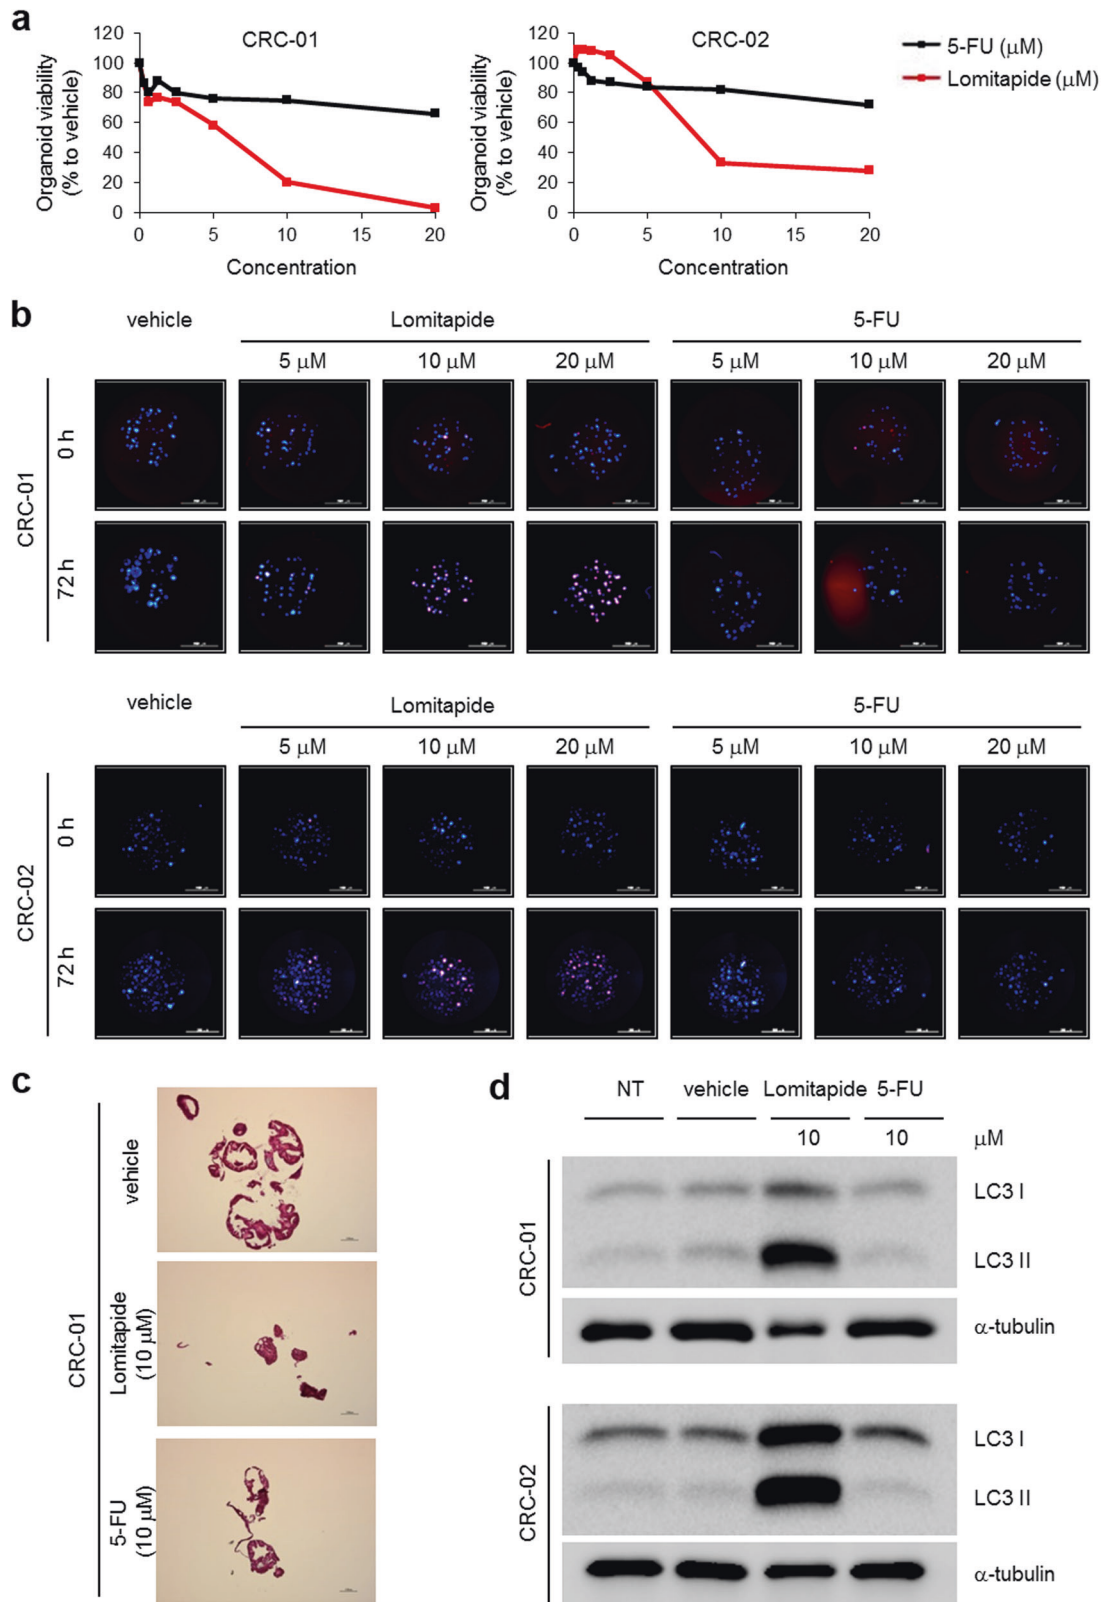 a
CRC-01
CRC-02
5-FU (μM)
Lomitapide (μM)
Organoid viability
(% to vehicle)
120
100
80
60
40
20
0
0 5 10 15 20
Concentration
Organoid viability
(% to vehicle)
120
100
80
60
40
20
0
0 5 10 15 20
Concentration
b
vehicle Lomitapide 5-FU
5 μM 10 μM 20 μM 5 μM 10 μM 20 μM
CRC-01
0 h
72 h
vehicle Lomitapide 5-FU
5 μM 10 μM 20 μM 5 μM 10 μM 20 μM
CRC-02
0 h
72 h
c
CRC-01
vehicle
Lomitapide
(10 μM)
5-FU
(10 μM)
d
NT vehicle Lomitapide 5-FU
10 10 μM
CRC-01
LC3 I
LC3 II
α-tubulin
CRC-02
LC3 I
LC3 II
α-tubulin